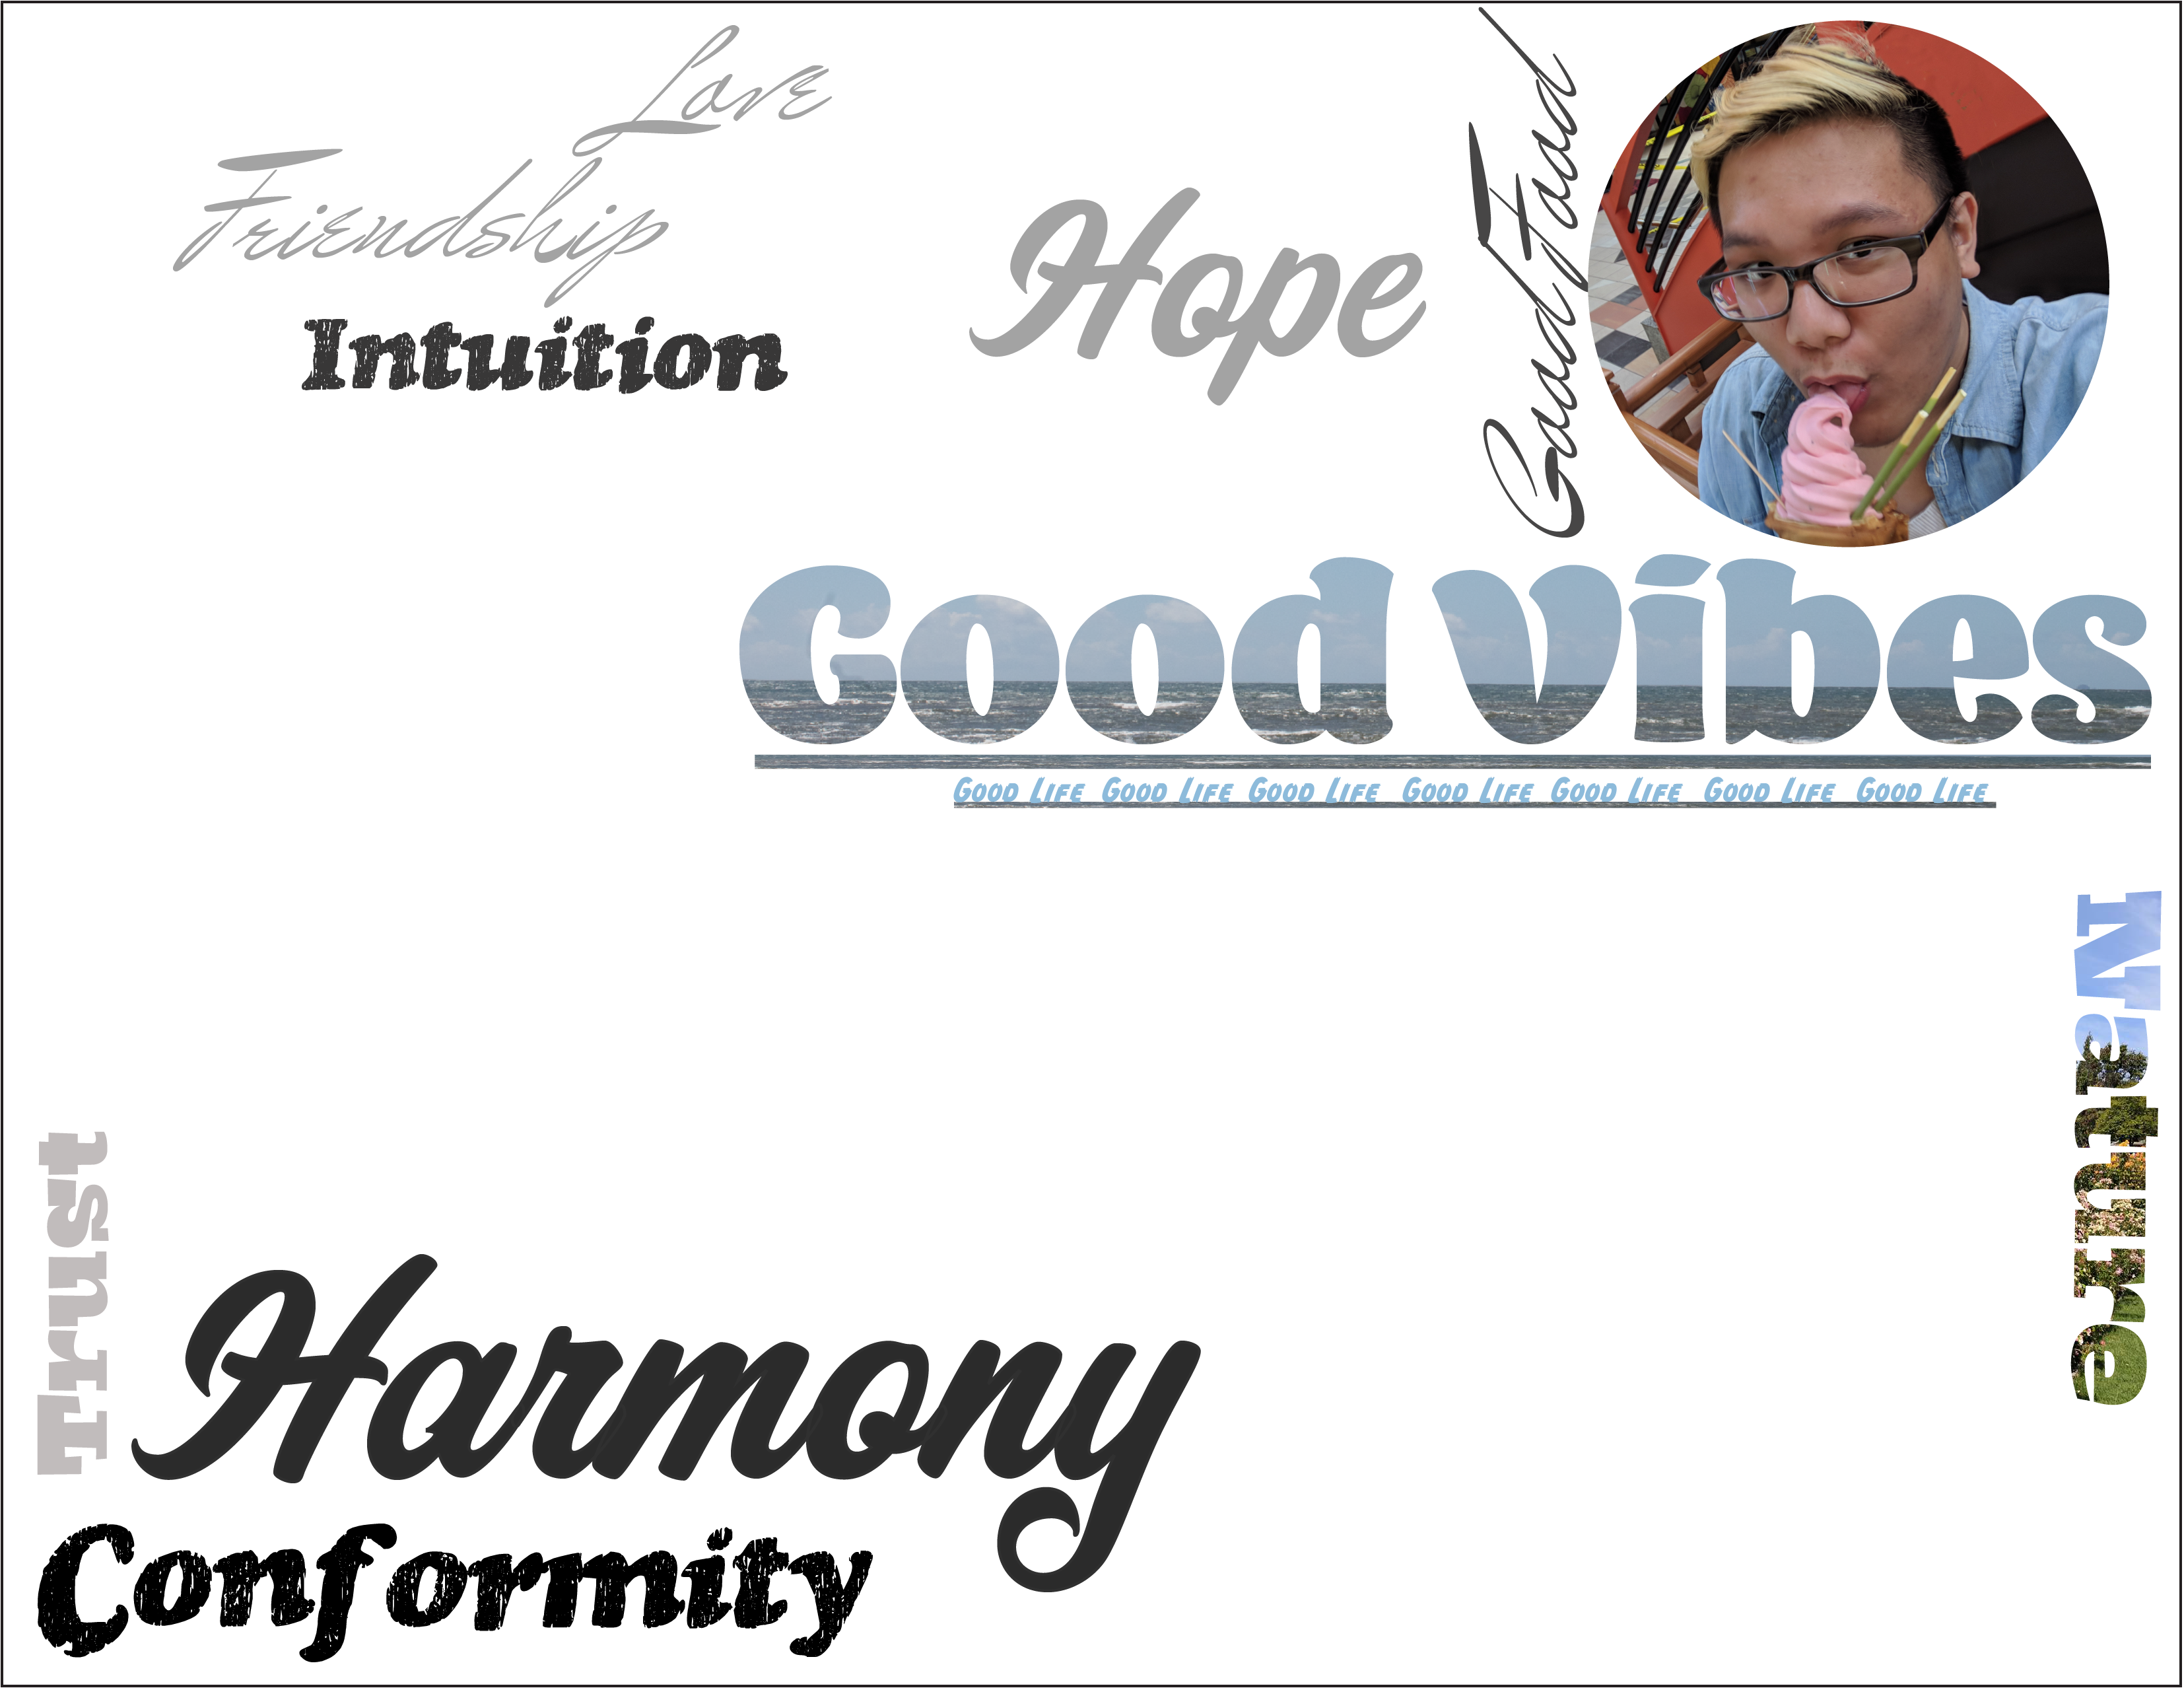 Love
Friendship
Intuition
Hope
Good Food
Good Vibes
Good Life Good Life Good Life Good Life Good Life Good Life Good Life
Nature
Trust
Harmony
Conformity